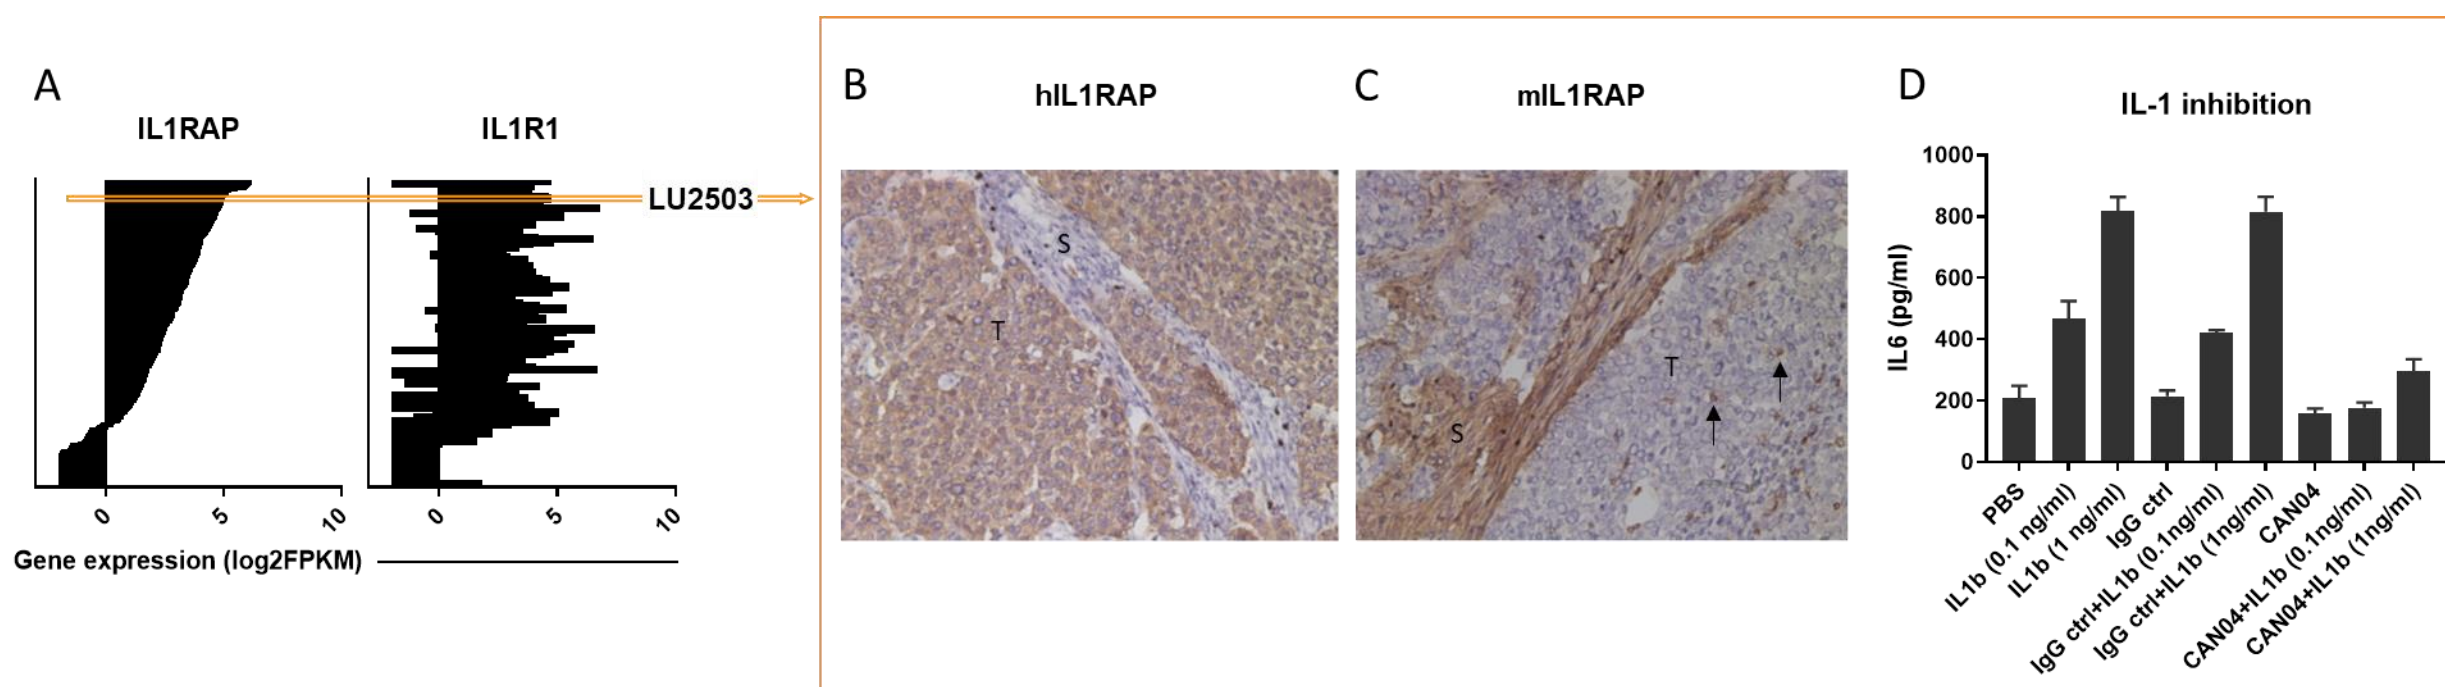 A
IL1RAP
IL1R1
LU2503
0
5
10
0
5
10
Gene expression (log2FPKM)
B
hIL1RAP
S
T
C
mIL1RAP
T
S
D
IL-1 inhibition
IL6 (pg/ml)
1000
800
600
400
200
0
PBS
IL1b (0.1 ng/ml)
IL1b (1 ng/ml)
IgG ctrl
IgG ctrl+IL1b (0.1ng/ml)
IgG ctrl+IL1b (1ng/ml)
CAN04
CAN04+IL1b (0.1ng/ml)
CAN04+IL1b (1ng/ml)